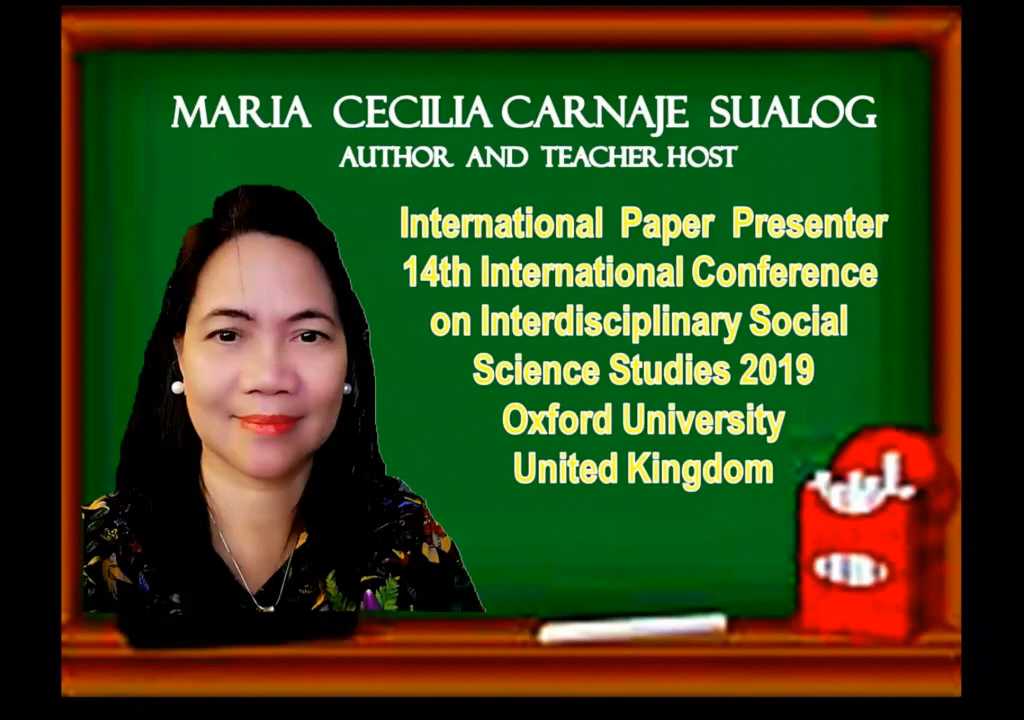 MARIA CECILIA CARNAJE SUALOG
AUTHOR AND TEACHER HOST
International Paper Presenter
14th International Conference
on Interdisciplinary Social
Science Studies 2019
Oxford University
United Kingdom